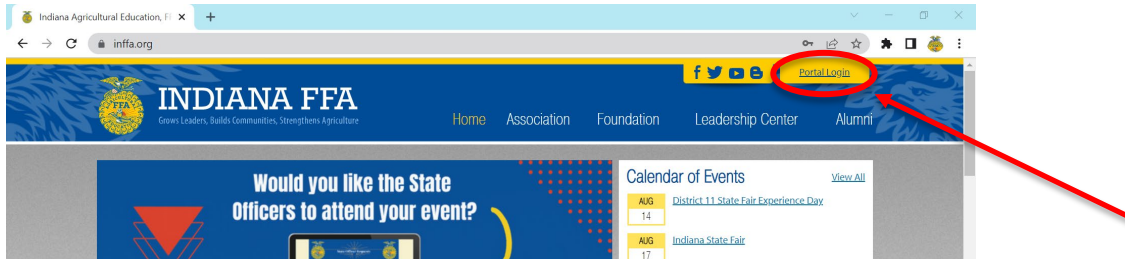 Indiana Agricultural Education, F
inffa.org
Portal Login
FFA
INDIANA FFA
Grows Leaders, Builds Communities, Strengthens Agriculture
Home Association Foundation Leadership Center Alumni
Would you like the State
Officers to attend your event?
Calendar of Events View All
AUG
14
District 11 State Fair Experience Day
AUG
17
Indiana State Fair